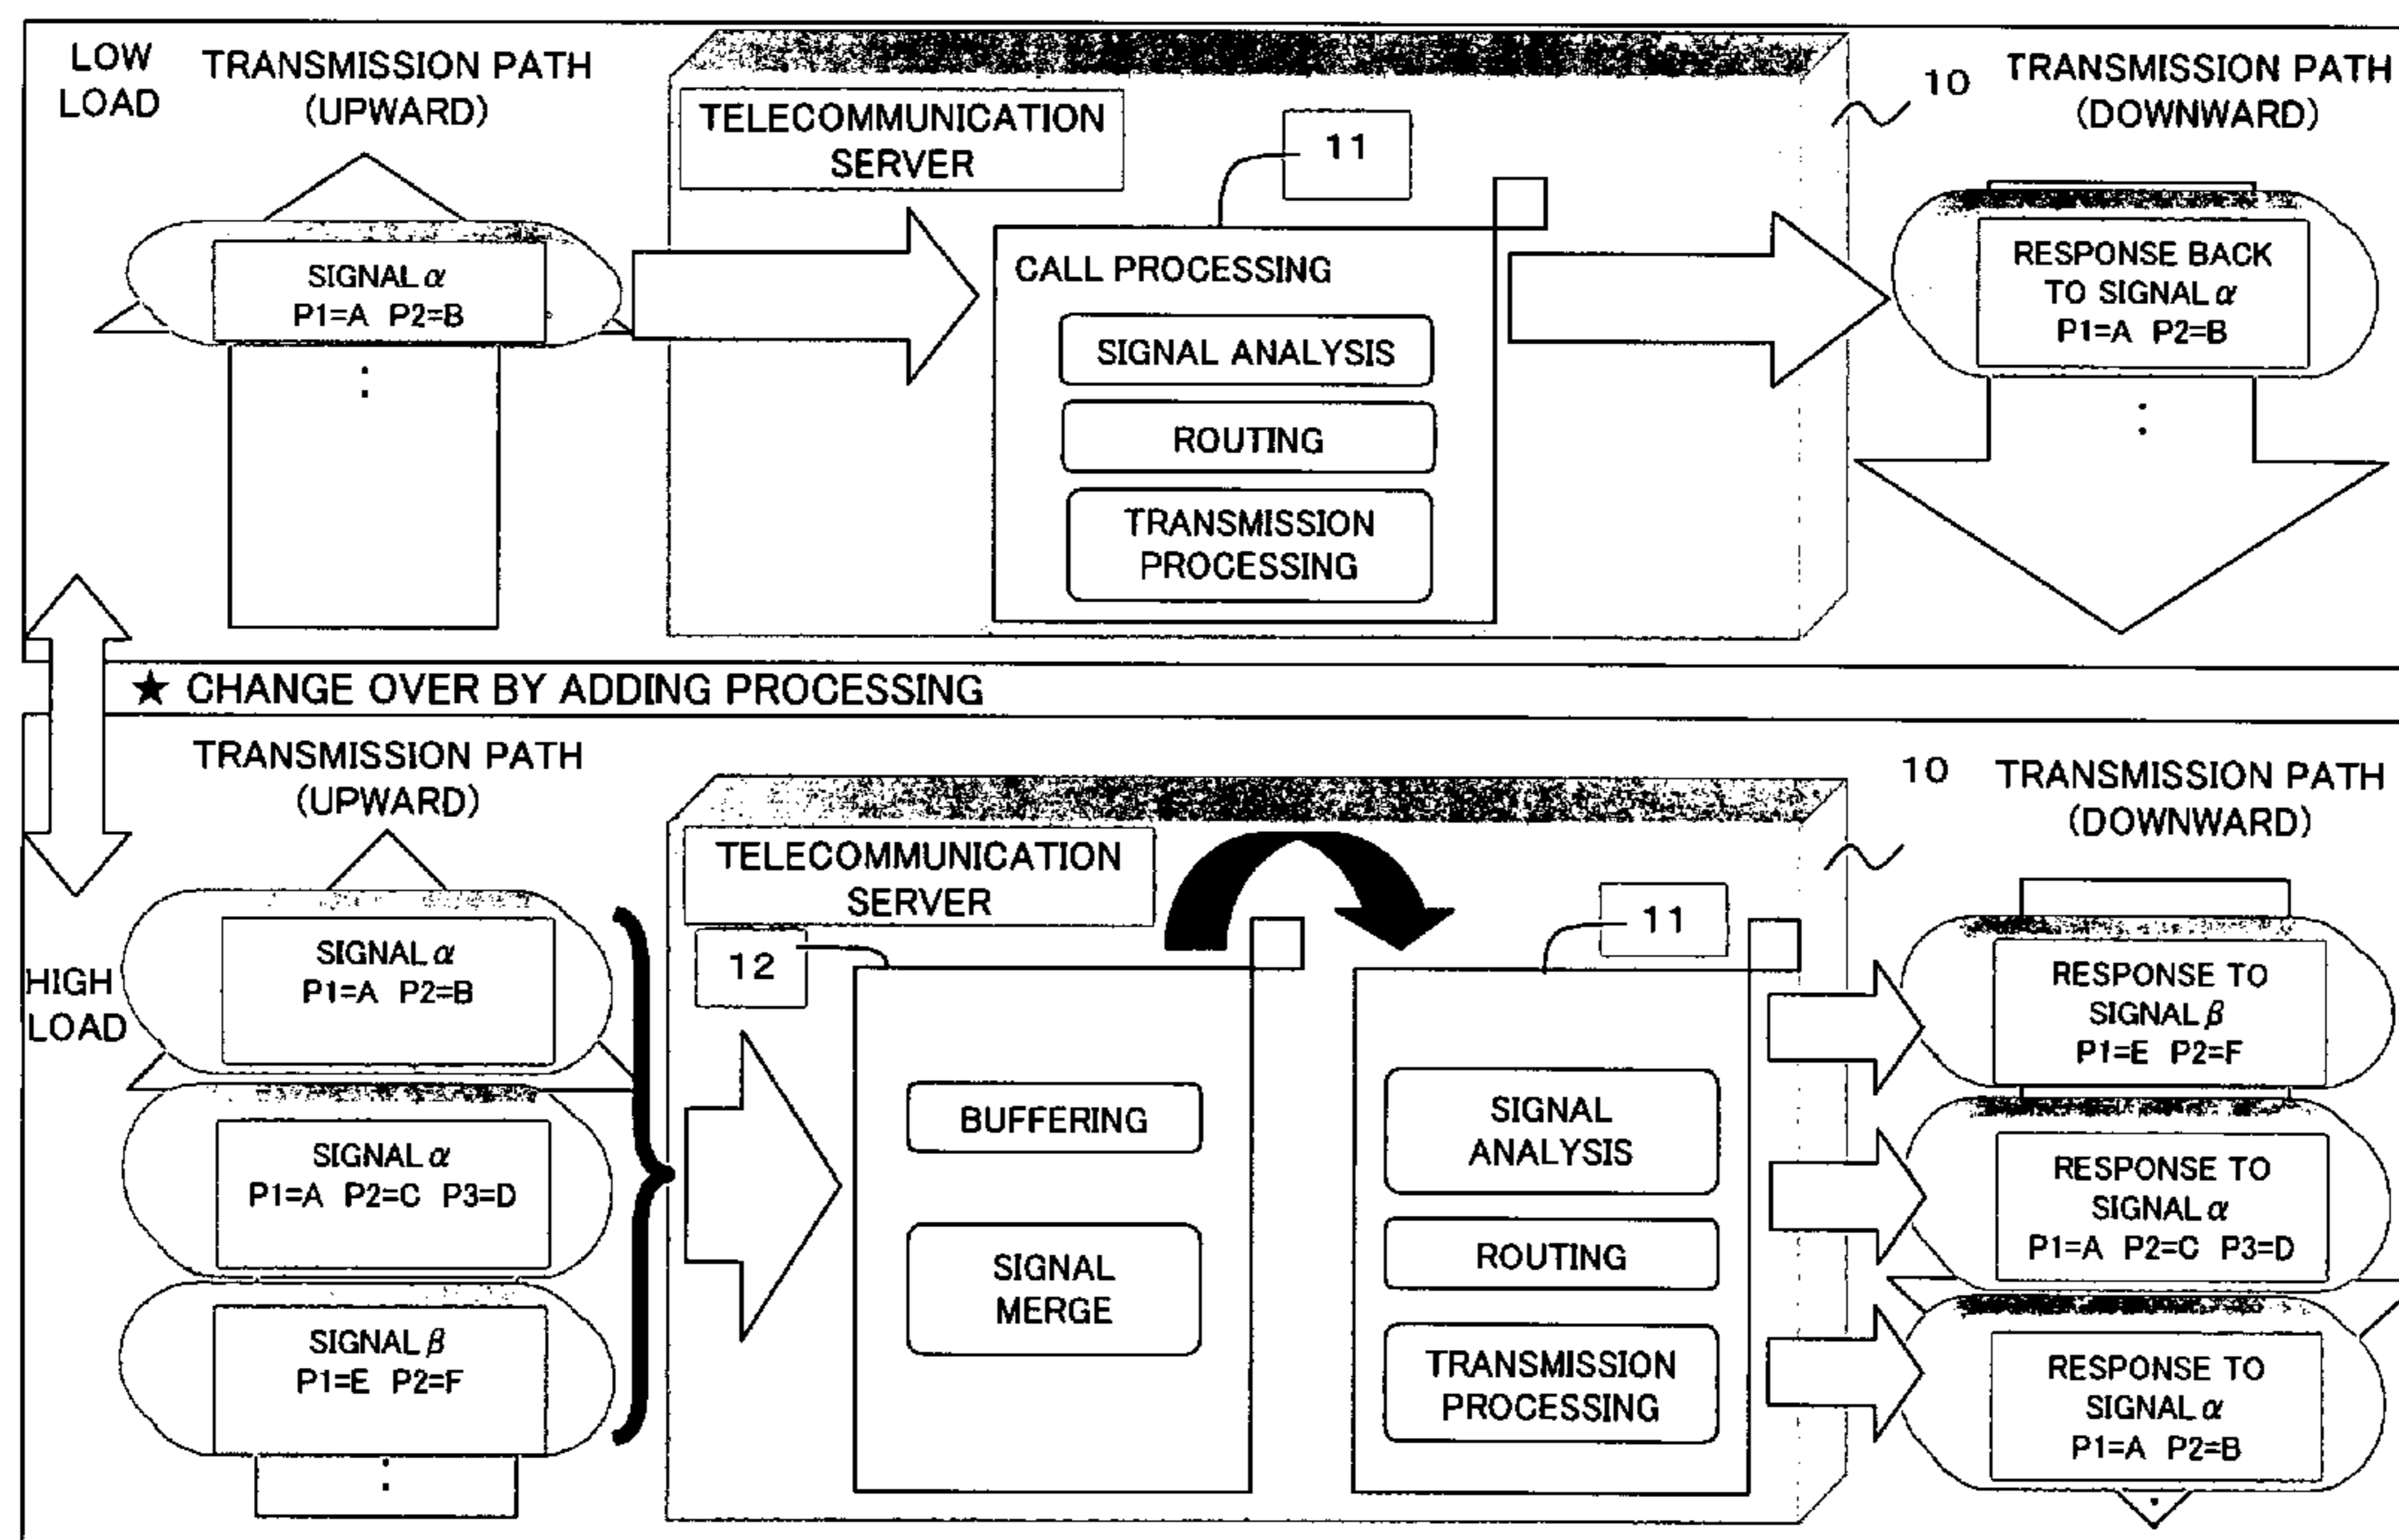 LOW
LOAD
TRANSMISSION PATH
(UPWARD)
TELECOMMUNICATION
SERVER
11
10
TRANSMISSION PATH
(DOWNWARD)
SIGNAL α
P1=A P2=B
CALL PROCESSING
SIGNAL ANALYSIS
ROUTING
TRANSMISSION
PROCESSING
RESPONSE BACK
TO SIGNAL α
P1=A P2=B
★ CHANGE OVER BY ADDING PROCESSING
TRANSMISSION PATH
(UPWARD)
10
TRANSMISSION PATH
(DOWNWARD)
HIGH
LOAD
SIGNAL α
P1=A P2=B
SIGNAL α
P1=A P2=C P3=D
SIGNAL β
P1=E P2=F
TELECOMMUNICATION
SERVER
12
BUFFERING
SIGNAL
MERGE
11
SIGNAL
ANALYSIS
ROUTING
TRANSMISSION
PROCESSING
RESPONSE TO
SIGNAL β
P1=E P2=F
RESPONSE TO
SIGNAL α
P1=A P2=C P3=D
RESPONSE TO
SIGNAL α
P1=A P2=B